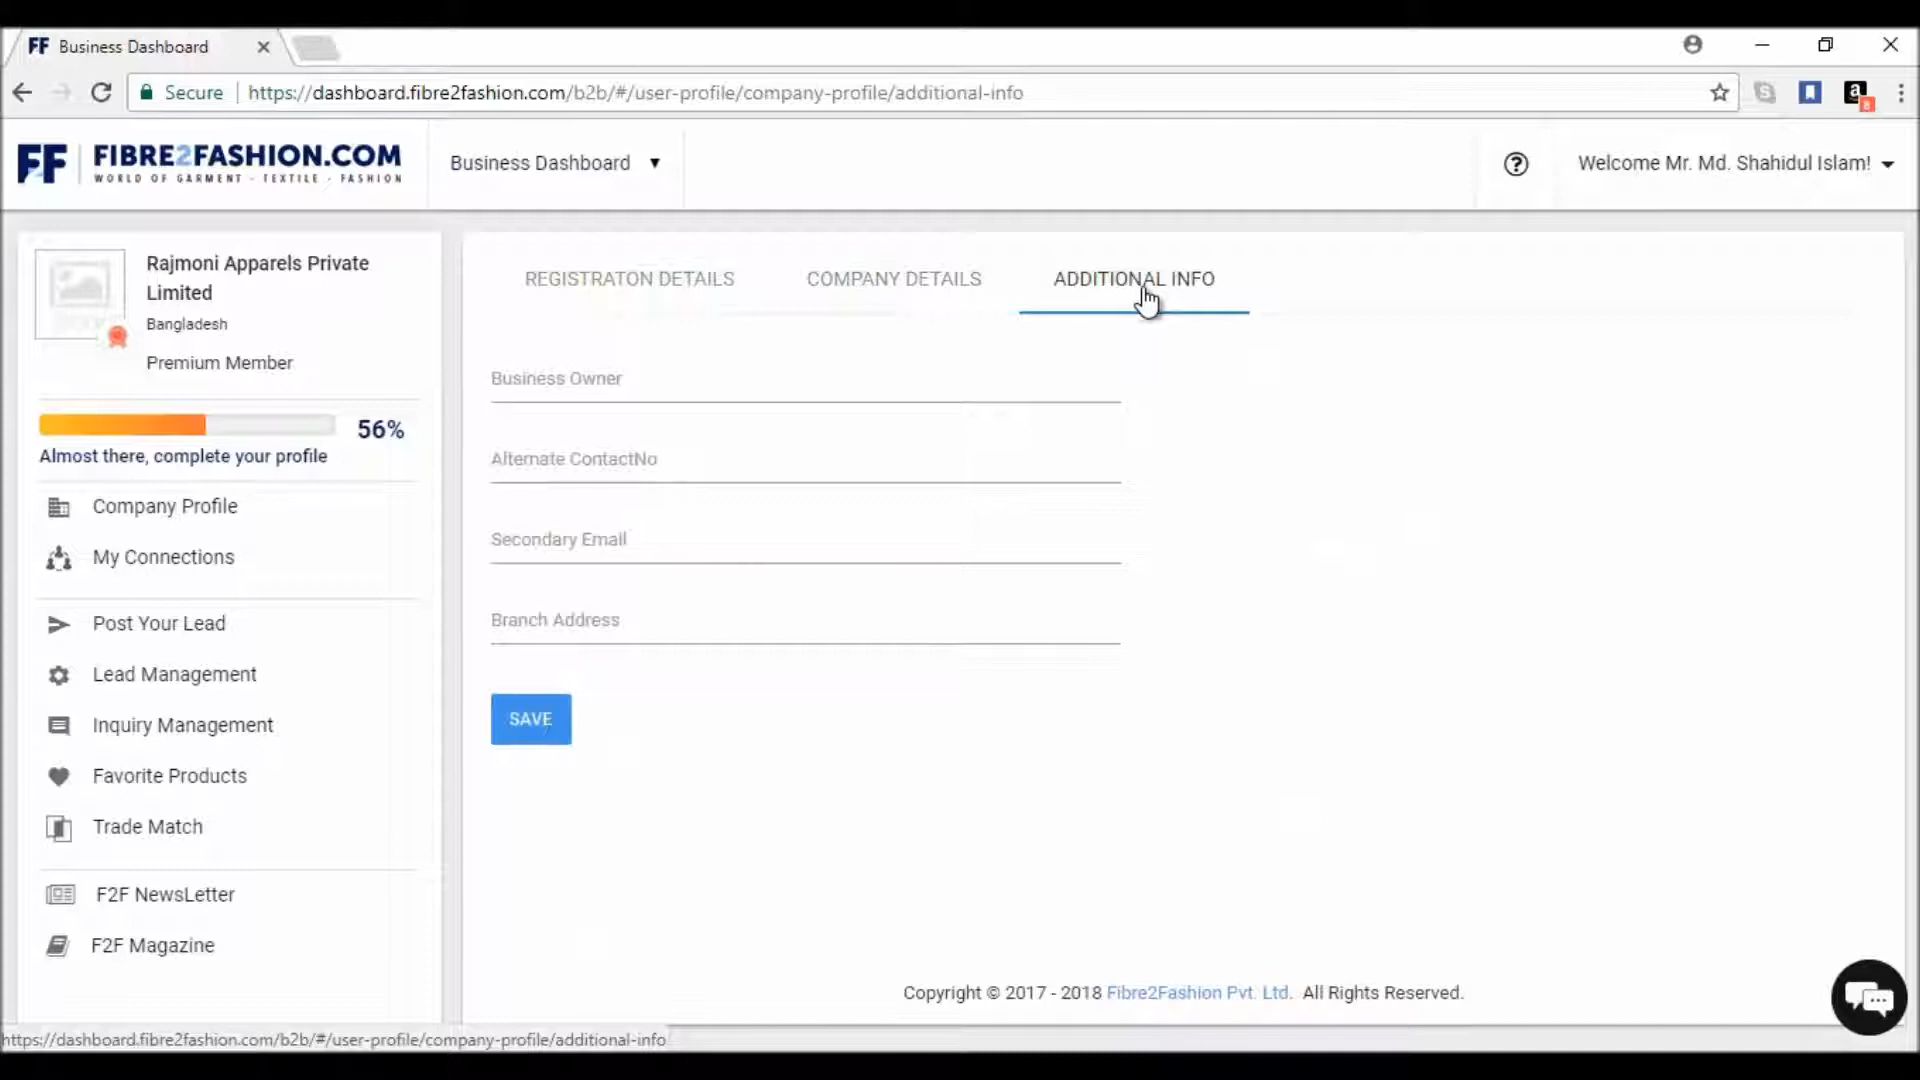 FF Business Dashboard
Secure https://dashboard.fibre2fashion.com/b2b/#/user-profile/company-profile/additional-info
a
8
FF FIBRE2FASHION.COM
WORLD OF GARMENT - TEXTILE - FASHION
Business Dashboard
Welcome Mr. Md. Shahidul Islam!
Rajmoni Apparels Private
Limited
Bangladesh
Premium Member
56%
Almost there, complete your profile
Company Profile
My Connections
Post Your Lead
Lead Management
Inquiry Management
Favorite Products
Trade Match
F2F NewsLetter
F2F Magazine
REGISTRATON DETAILS
COMPANY DETAILS
ADDITIONAL INFO
Business Owner
Alternate ContactNo
Secondary Email
Branch Address
SAVE
Copyright © 2017 - 2018 Fibre2Fashion Pvt. Ltd. All Rights Reserved.
https://dashboard.fibre2fashion.com/b2b/#/user-profile/company-profile/additional-info